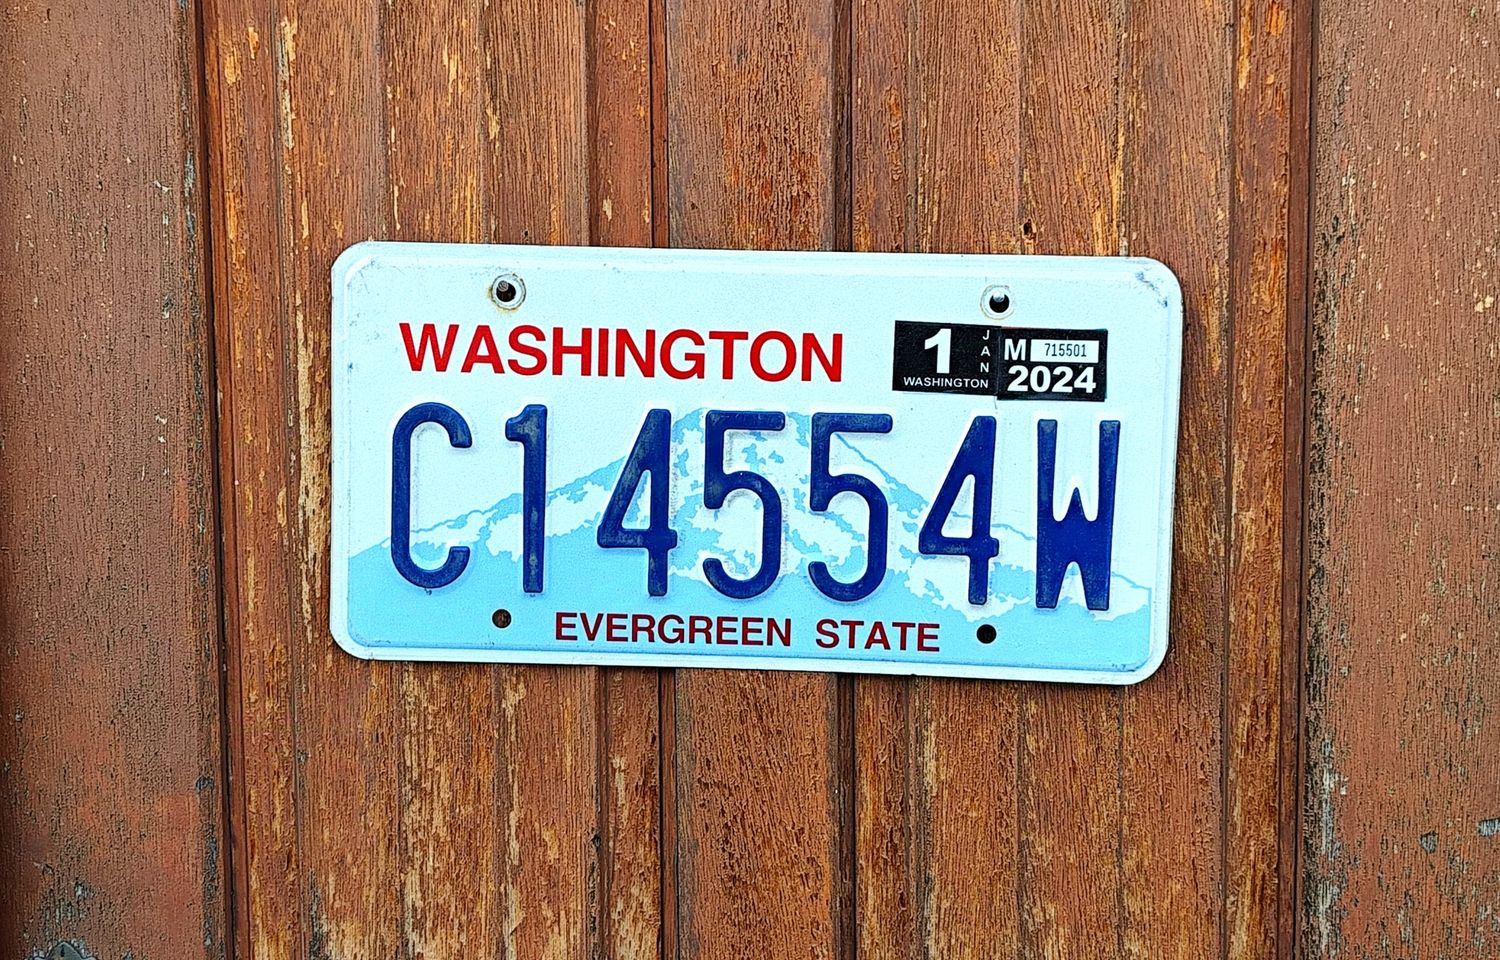 WASHINGTON
1 JAN
WASHINGTON
M 715501
2024
C14554W
EVERGREEN STATE